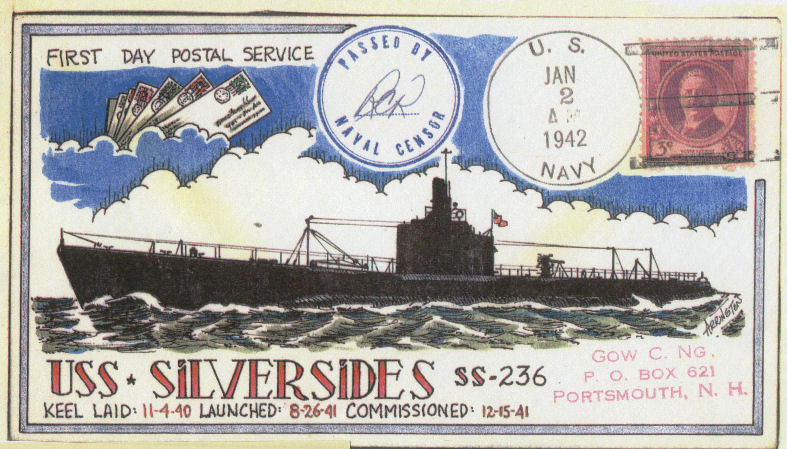 FIRST DAY POSTAL SERVICE
PASSED BY
NAVAL CENSOR
U. S.
JAN
2
1942
NAVY
UNITED STATES POSTAGE
3¢
HARRINGTON
USS SILVERSIDES SS-236
KEEL LAID: 11-4-40 LAUNCHED: 8-26-41 COMMISSIONED: 12-15-41
GOW C. NG,
P. O. BOX 621
PORTSMOUTH, N. H.